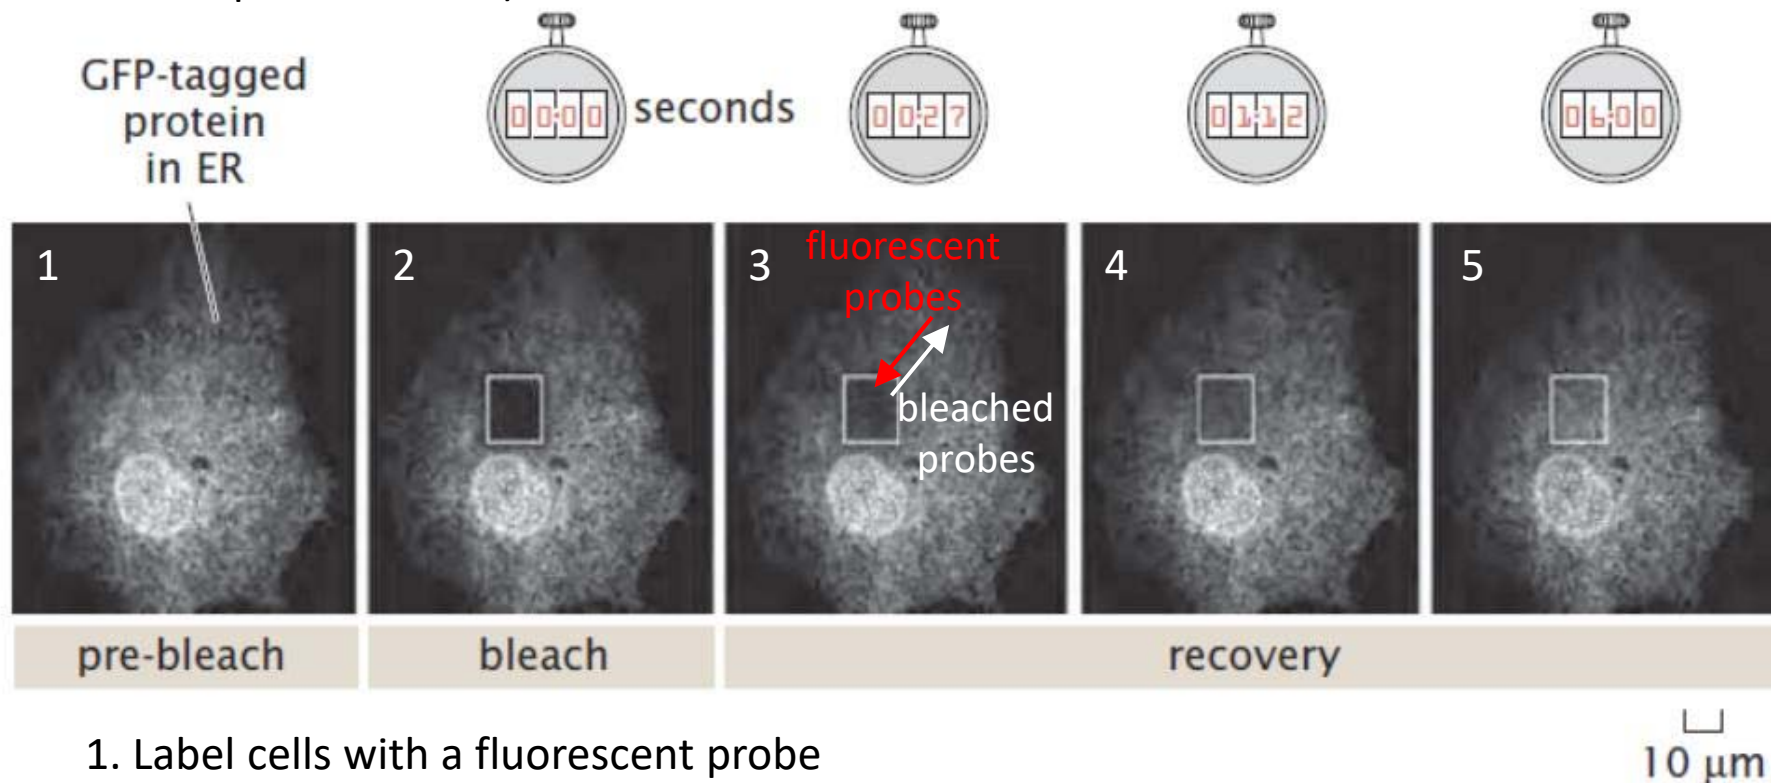 GFP-tagged
protein
in ER
00:00 seconds
00:27
01:12
06:00
1
2
3
fluorescent
probes
bleached
probes
4
5
pre-bleach
bleach
recovery
1. Label cells with a fluorescent probe
10 μm